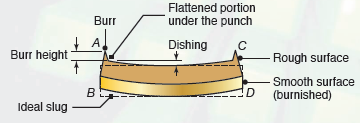 Flattened portion
under the punch
Burr
Dishing
A
C
Burr height
Rough surface
Smooth surface
(burnished)
B
D
Ideal slug